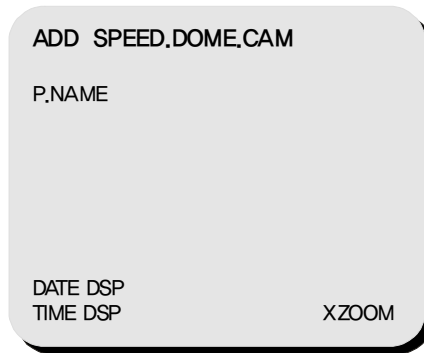 ADD SPEED.DOME.CAM
P.NAME
DATE DSP
TIME DSP XZOOM